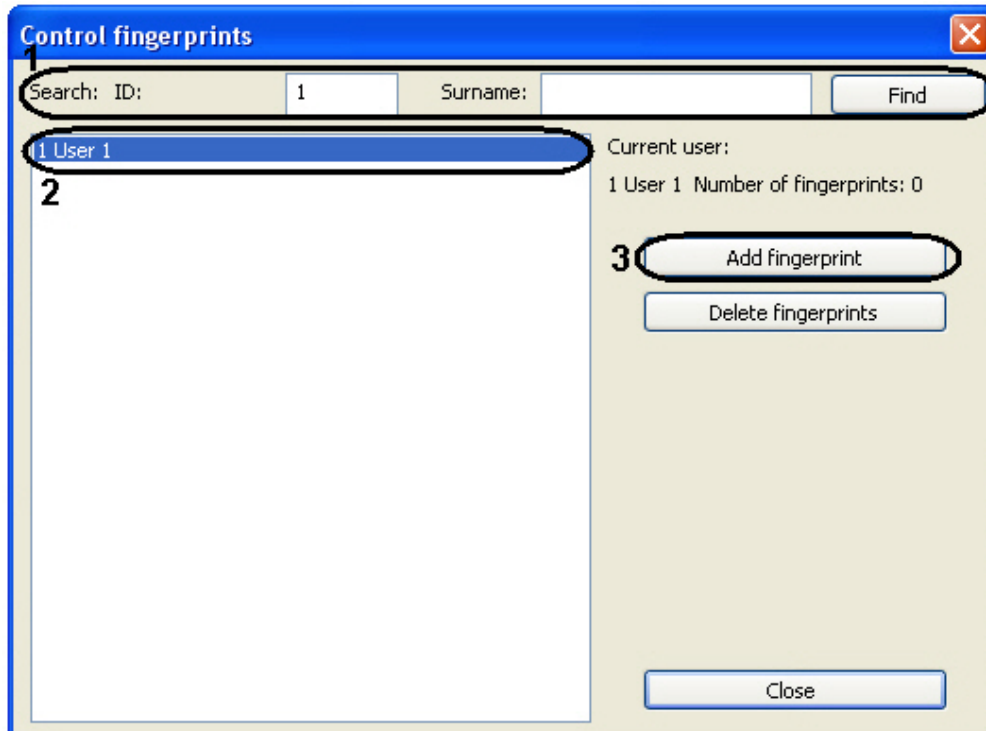 Control fingerprints
1
Search: ID: 1 Surname: Find
1 User 1
2
Current user:
1 User 1 Number of fingerprints: 0
3 Add fingerprint
Delete fingerprints
Close